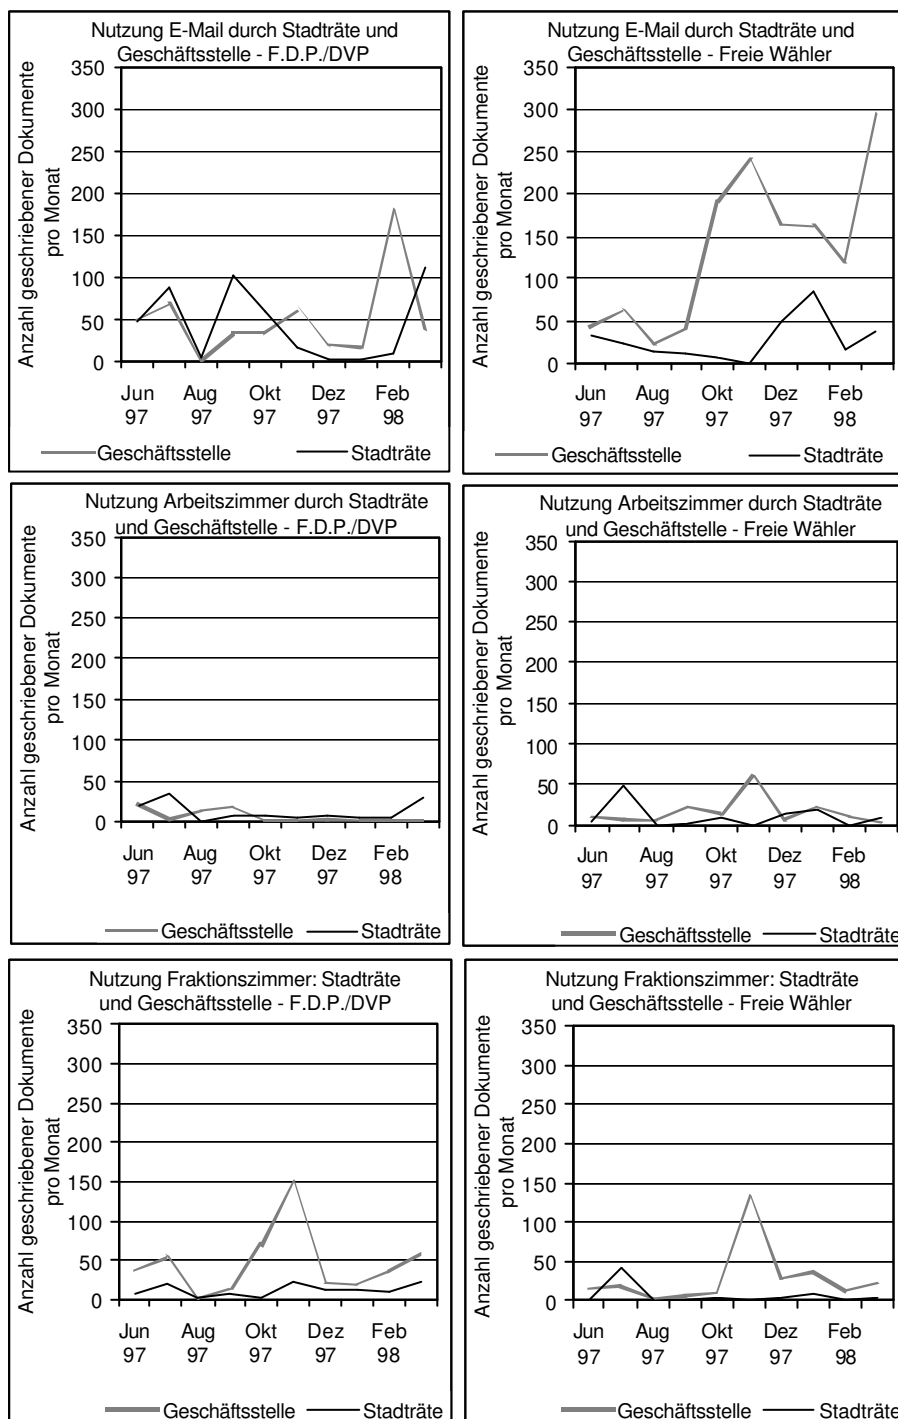 Nutzung E-Mail durch Stadträte und
Geschäftsstelle - F.D.P./DVP
Anzahl geschriebener Dokumente
pro Monat
350
300
250
200
150
100
50
0
Jun Aug Okt Dez Feb
97 97 97 97 98
Geschäftsstelle Stadträte
Nutzung E-Mail durch Stadträte und
Geschäftsstelle - Freie Wähler
Anzahl geschriebener Dokumente
pro Monat
350
300
250
200
150
100
50
0
Jun Aug Okt Dez Feb
97 97 97 97 98
Geschäftsstelle Stadträte
Nutzung Arbeitszimmer durch Stadträte
und Geschäftstelle - F.D.P./DVP
Anzahl geschriebener Dokumente
pro Monat
350
300
250
200
150
100
50
0
Jun Aug Okt Dez Feb
97 97 97 97 98
Geschäftsstelle Stadträte
Nutzung Arbeitszimmer durch Stadträte
und Geschäftsstelle - Freie Wähler
Anzahl geschriebener Dokumente
pro Monat
350
300
250
200
150
100
50
0
Jun Aug Okt Dez Feb
97 97 97 97 98
Geschäftsstelle Stadträte
Nutzung Fraktionszimmer: Stadträte
und Geschäftsstelle - F.D.P./DVP
Anzahl geschriebener Dokumente
pro Monat
350
300
250
200
150
100
50
0
Jun Aug Okt Dez Feb
97 97 97 97 98
Geschäftsstelle Stadträte
Nutzung Fraktionszimmer: Stadträte
und Geschäftsstelle - Freie Wähler
Anzahl geschriebener Dokumente
pro Monat
350
300
250
200
150
100
50
0
Jun Aug Okt Dez Feb
97 97 97 97 98
Geschäftsstelle Stadträte